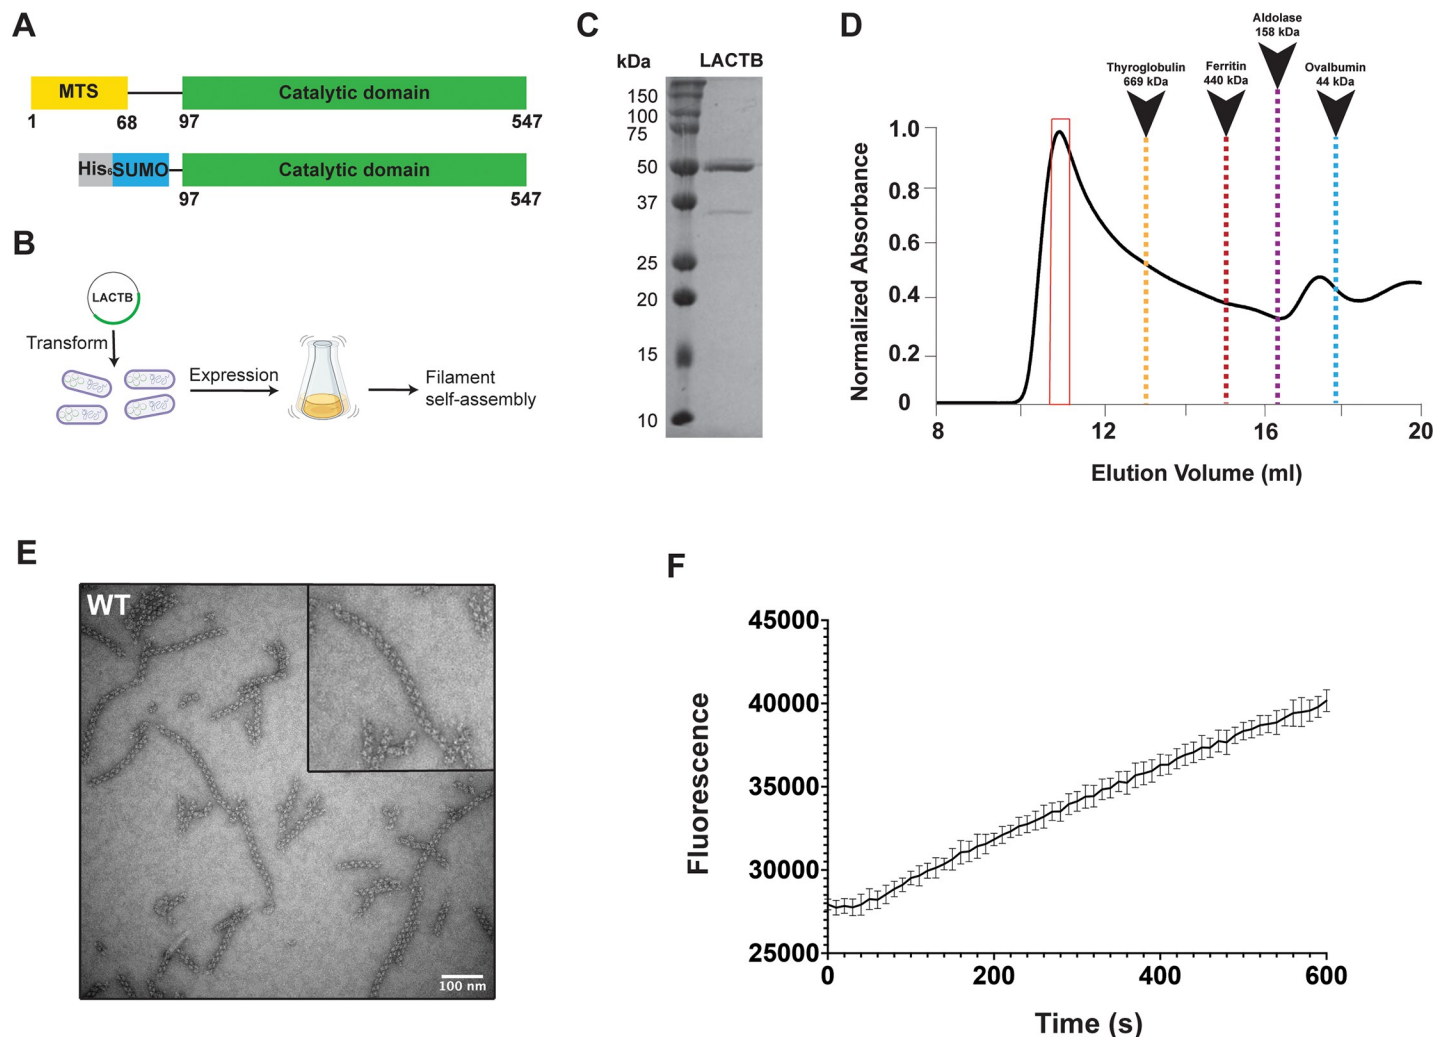 A
MTS
Catalytic domain
1
68
97
547
His₆
SUMO
Catalytic domain
97
547
B
LACTB
Transform
Expression
Filament
self-assembly
C
kDa
LACTB
150
100
75
50
37
25
20
15
10
D
Aldolase
158 kDa
Thyroglobulin
669 kDa
Ferritin
440 kDa
Ovalbumin
44 kDa
Normalized Absorbance
1.0
0.8
0.6
0.4
0.2
0
8
12
16
20
Elution Volume (ml)
E
WT
100 nm
F
Fluorescence
45000
40000
35000
30000
25000
0
200
400
600
Time (s)